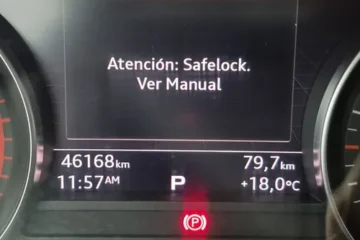 Atención: Safelock.
Ver Manual
46168km 79,7km
11:57AM P +18,0°C
P